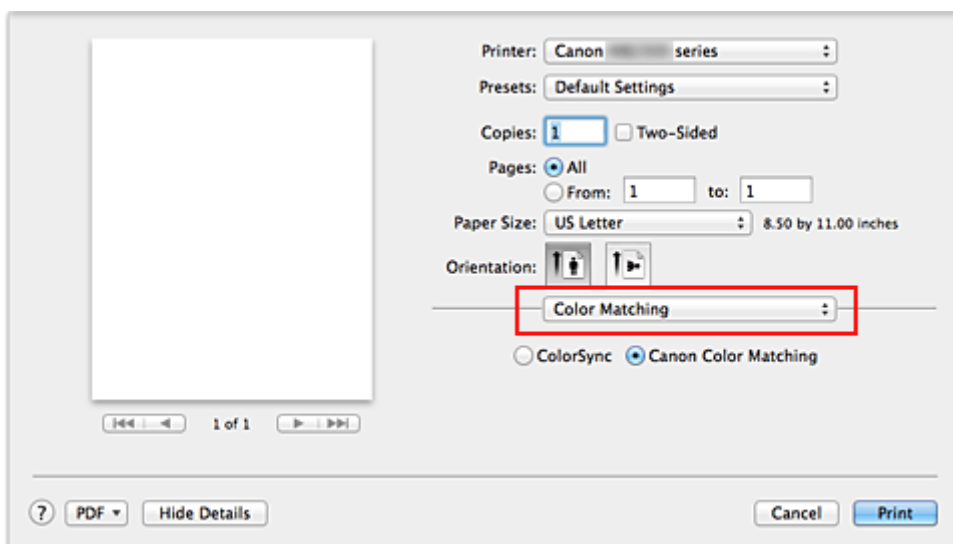 Printer: Canon series
Presets: Default Settings
Copies: 1 Two-Sided
Pages: All
From: 1 to: 1
Paper Size: US Letter 8.50 by 11.00 inches
Orientation:
Color Matching
ColorSync Canon Color Matching
1 of 1
? PDF Hide Details Cancel Print